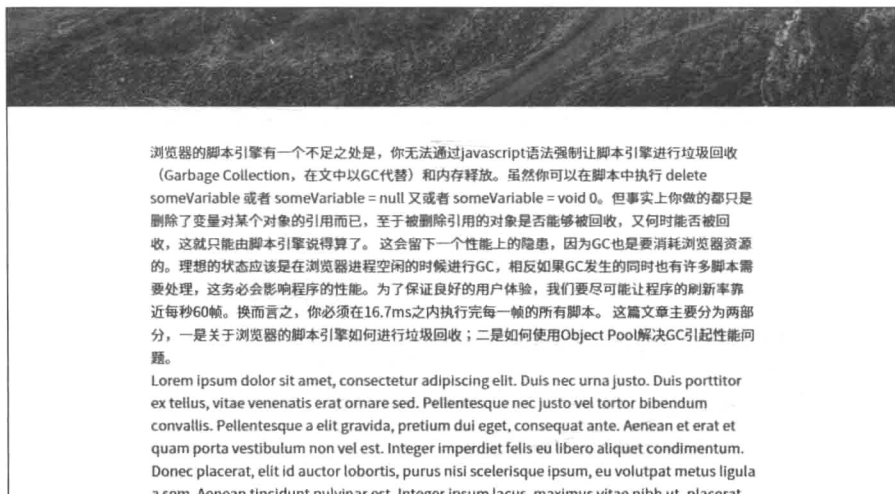 浏览器的脚本引擎有一个不足之处是，你无法通过javascript语法强制让脚本引擎进行垃圾回收
（Garbage Collection，在文中以GC代替）和内存释放。虽然你可以在脚本中执行 delete
someVariable 或者 someVariable = null 又或者 someVariable = void 0。但事实上你做的都只是
删除了变量对某个对象的引用而已，至于被删除引用的对象是否能够被回收，又何时能否被回
收，这就只能由脚本引擎说得算了。 这会留下一个性能上的隐患，因为GC也是要消耗浏览器资源
的。理想的状态应该是在浏览器进程空闲的时候进行GC，相反如果GC发生的同时也有许多脚本需
要处理，这务必会影响程序的性能。为了保证良好的用户体验，我们要尽可能让程序的刷新率靠
近每秒60帧。换而言之，你必须在16.7ms之内执行完每一帧的所有脚本。 这篇文章主要分为两部
分，一是关于浏览器的脚本引擎如何进行垃圾回收；二是如何使用Object Pool解决GC引起性能问
题。
Lorem ipsum dolor sit amet, consectetur adipiscing elit. Duis nec urna justo. Duis porttitor
ex tellus, vitae venenatis erat ornare sed. Pellentesque nec justo vel tortor bibendum
convallis. Pellentesque a elit gravida, pretium dui eget, consequat ante. Aenean et erat et
quam porta vestibulum non vel est. Integer imperdiet felis eu libero aliquet condimentum.
Donec placerat, elit id auctor lobortis, purus nisi scelerisque ipsum, eu volutpat metus ligula
a sem. Aenean tincidunt pulvinar est. Integer ipsum lacus, maximus vitae nibh ut, placerat